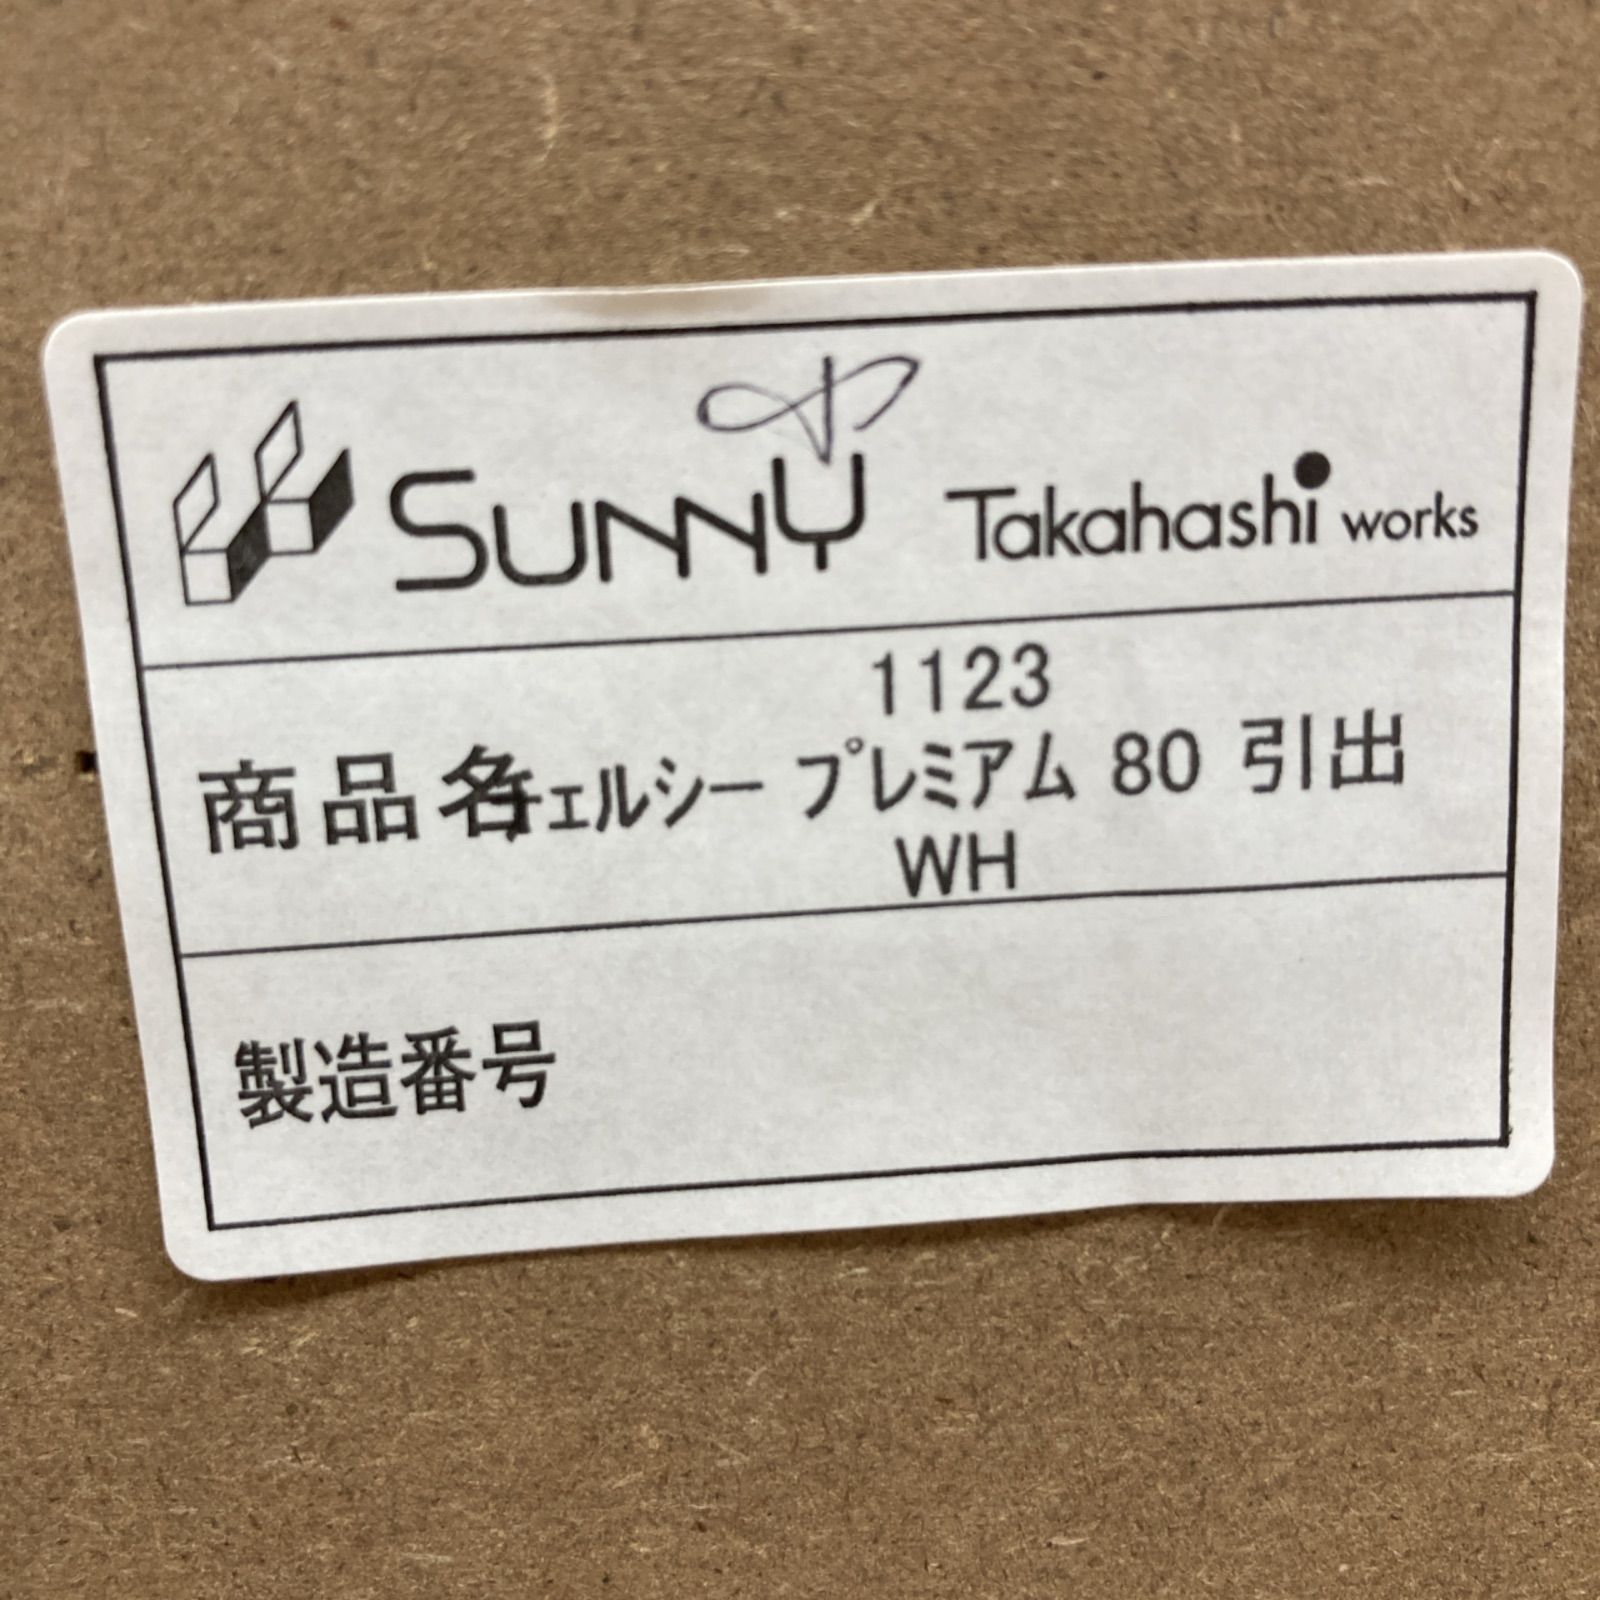 SUNNY Takahashi works
1123
商品名 チェルシー プレミアム 80 引出
WH
製造番号